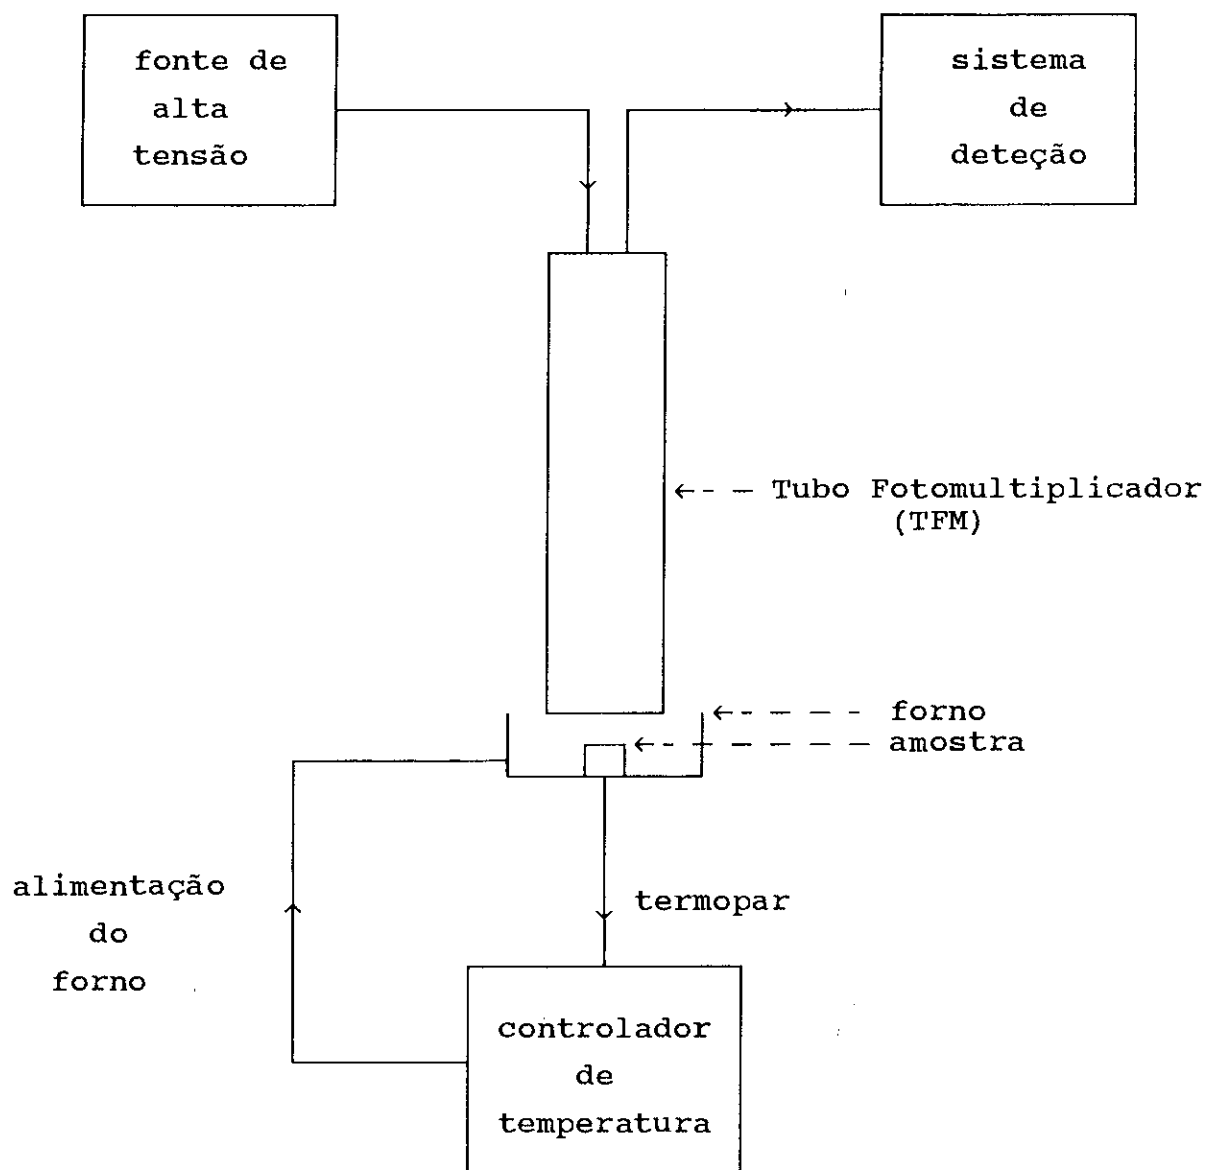 fonte de
alta
tensão
sistema
de
deteção
Tubo Fotomultiplicador
(TFM)
forno
amostra
alimentação
do
forno
termopar
controlador
de
temperatura